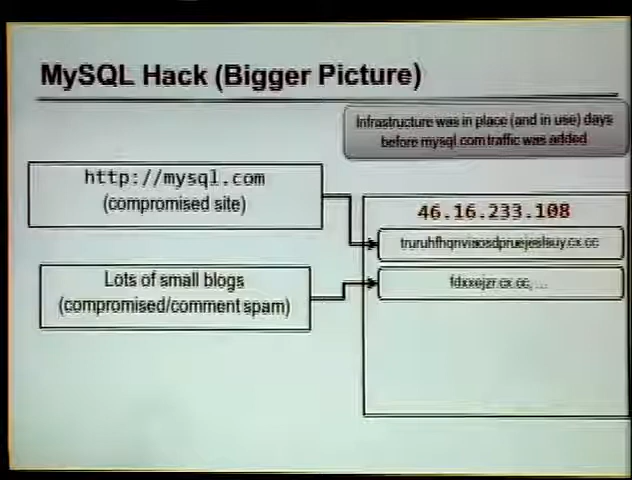 MySQL Hack (Bigger Picture)
Infrastructure was in place (and in use) days
before mysql.com traffic was added
http://mysql.com
(compromised site)
46.16.233.108
Lots of small blogs
(compromised/comment spam)